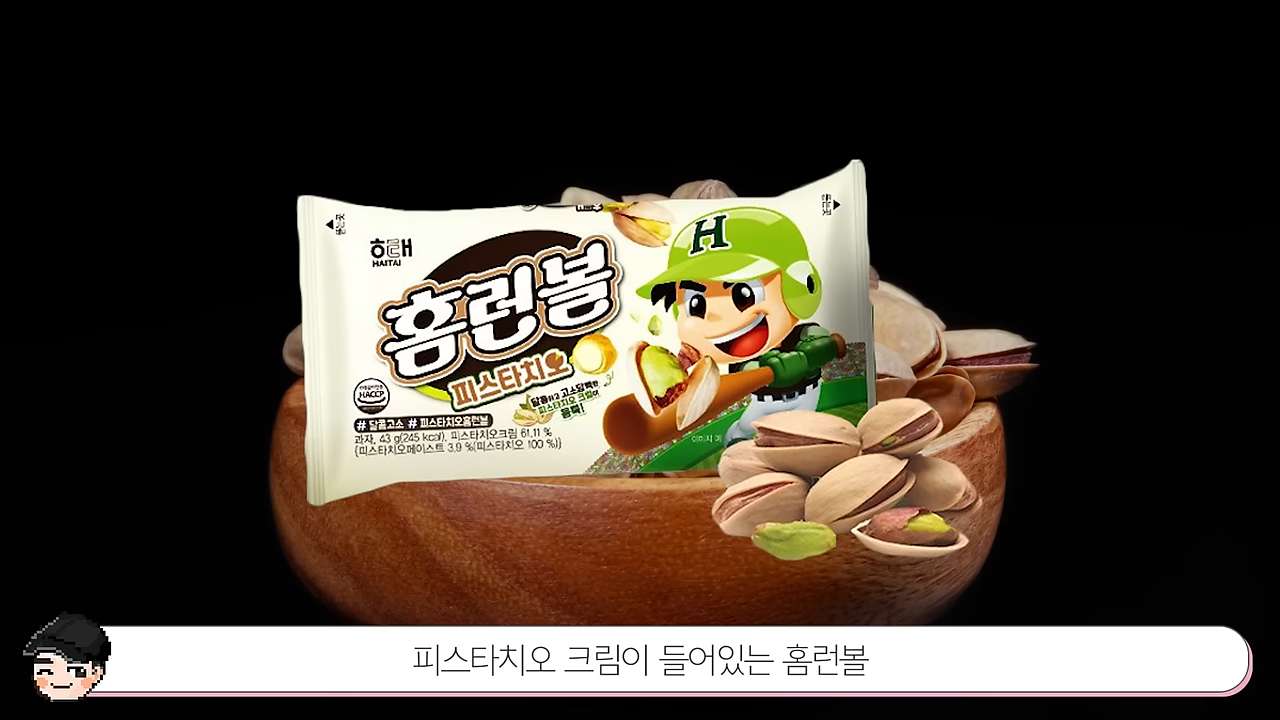 해태
HAITAI
H
홈런볼
피스타치오
달콤하고 고소담백한
피스타치오 크림이
듬뿍!
HACCP
# 달콤고소 # 피스타치오홈런볼
과자, 43 g(245 kcal), 피스타치오크림 61.11 %
{피스타치오페이스트 3.9 %(피스타치오 100 %)}
피스타치오 크림이 들어있는 홈런볼